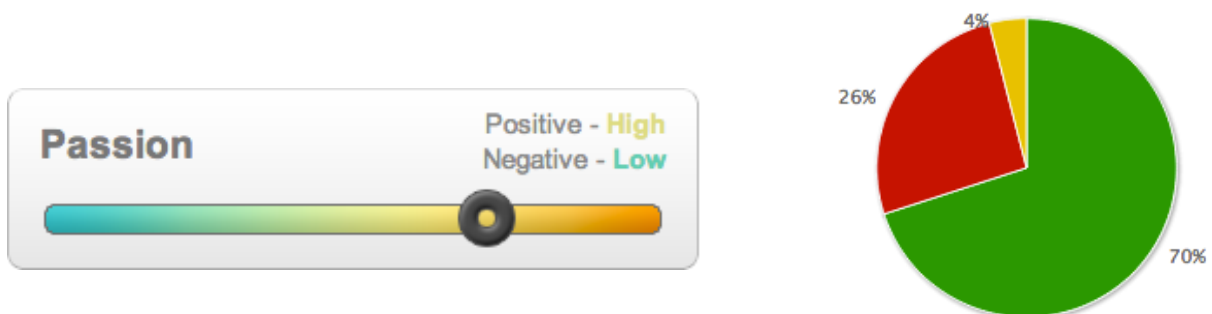 Passion
Positive - High
Negative - Low
4%
26%
70%